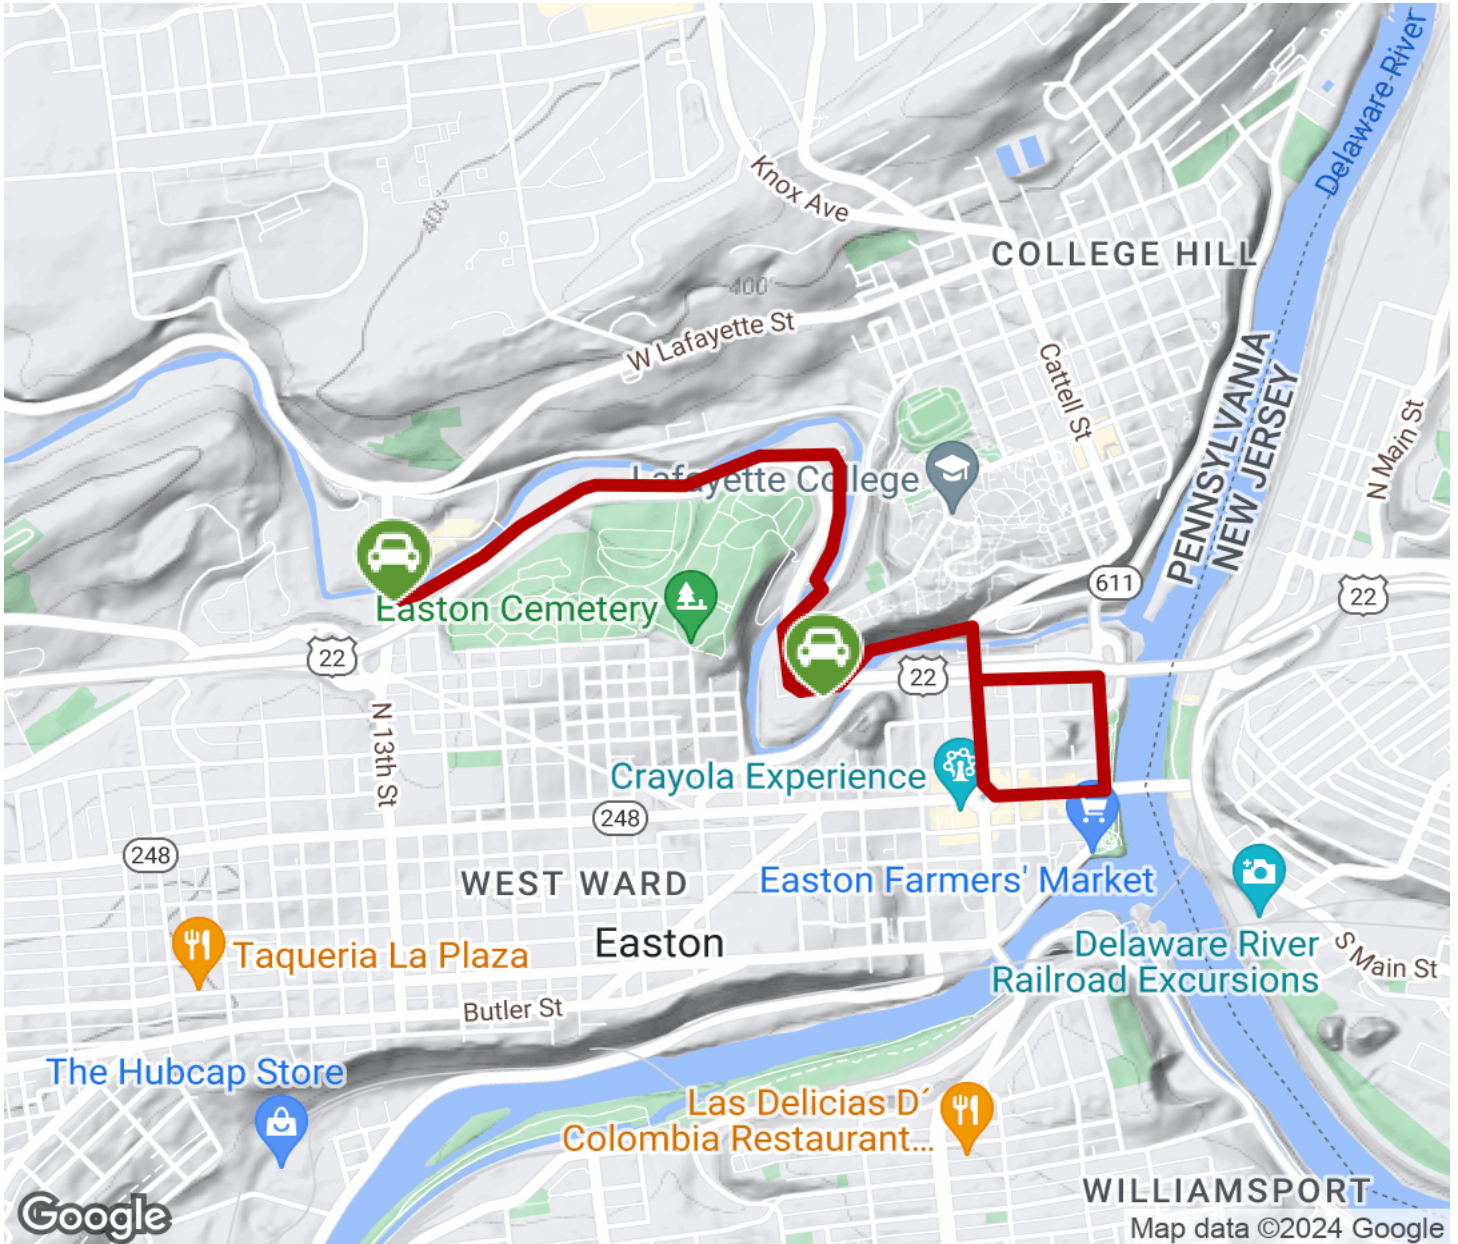 Delaware River
Knox Ave
400'
COLLEGE HILL
400'
W Lafayette St
Cattell St
PENNSYLVANIA
NEW JERSEY
N Main St
Lafayette College
611
22
Easton Cemetery
22
22
N 13th St
Crayola Experience
248
248
WEST WARD
Easton Farmers' Market
Easton
Taqueria La Plaza
Delaware River
Railroad Excursions
S Main St
Butler St
The Hubcap Store
Las Delicias D´
Colombia Restaurant...
WILLIAMSPORT
Google
Map data ©2024 Google